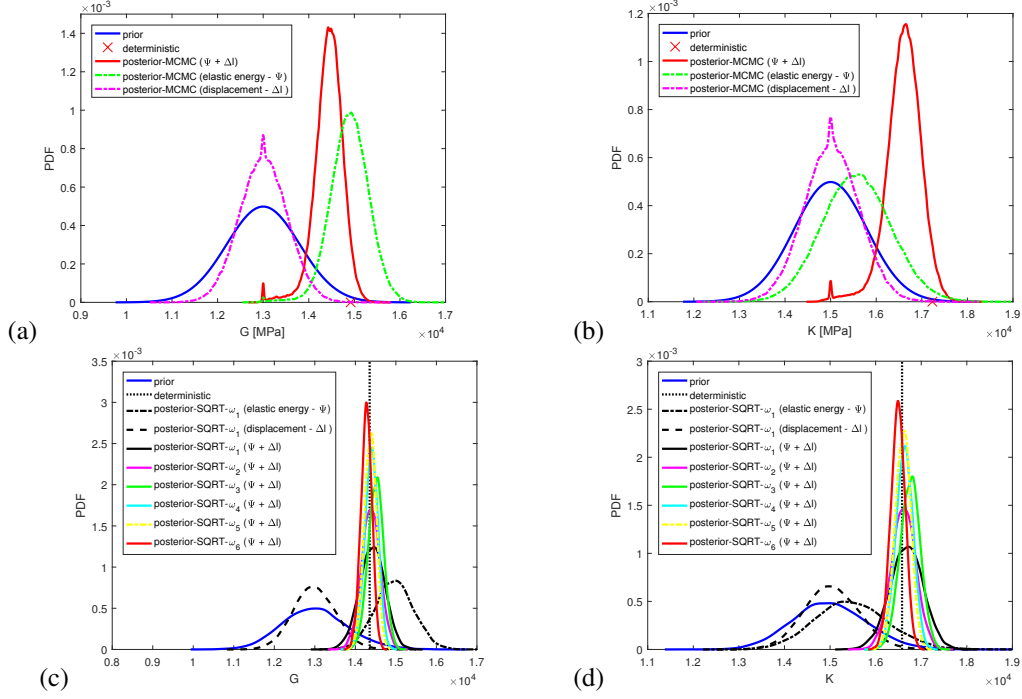 ×10⁻³
prior
deterministic
posterior-MCMC (Ψ + Δl)
posterior-MCMC (elastic energy - Ψ)
posterior-MCMC (displacement - Δl )
PDF
1.4
1.2
1
0.8
0.6
0.4
0.2
0
0.9 1 1.1 1.2 1.3 1.4 1.5 1.6 1.7
G [MPa]
×10⁴
(a)
×10⁻³
prior
deterministic
posterior-MCMC (Ψ + Δl)
posterior-MCMC (elastic energy - Ψ)
posterior-MCMC (displacement - Δl )
PDF
1.2
1
0.8
0.6
0.4
0.2
0
1.1 1.2 1.3 1.4 1.5 1.6 1.7 1.8 1.9
K [MPa]
×10⁴
(b)
×10⁻³
prior
deterministic
posterior-SQRT-ω₁ (elastic energy - Ψ)
posterior-SQRT-ω₁ (displacement - Δl)
posterior-SQRT-ω₁ (Ψ + Δl)
posterior-SQRT-ω₂ (Ψ + Δl)
posterior-SQRT-ω₃ (Ψ + Δl)
posterior-SQRT-ω₄ (Ψ + Δl)
posterior-SQRT-ω₅ (Ψ + Δl)
posterior-SQRT-ω₆ (Ψ + Δl)
PDF
3.5
3
2.5
2
1.5
1
0.5
0
0.8 0.9 1 1.1 1.2 1.3 1.4 1.5 1.6 1.7
G
×10⁴
(c)
×10⁻³
prior
deterministic
posterior-SQRT-ω₁ (elastic energy - Ψ)
posterior-SQRT-ω₁ (displacement - Δl)
posterior-SQRT-ω₁ (Ψ + Δl)
posterior-SQRT-ω₂ (Ψ + Δl)
posterior-SQRT-ω₃ (Ψ + Δl)
posterior-SQRT-ω₄ (Ψ + Δl)
posterior-SQRT-ω₅ (Ψ + Δl)
posterior-SQRT-ω₆ (Ψ + Δl)
PDF
3
2.5
2
1.5
1
0.5
0
1.1 1.2 1.3 1.4 1.5 1.6 1.7 1.8 1.9
K
×10⁴
(d)